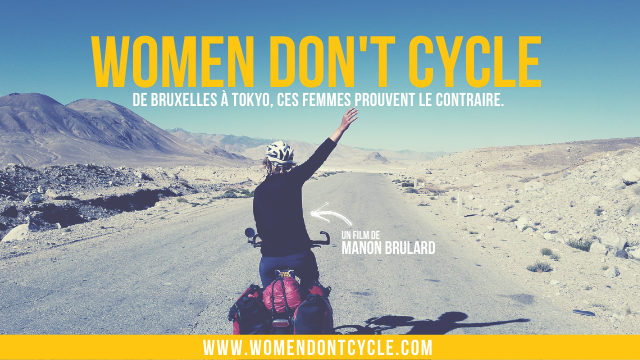 WOMEN DON'T CYCLE
DE BRUXELLES À TOKYO, CES FEMMES PROUVENT LE CONTRAIRE.
UN FILM DE
MANON BRULARD
WWW.WOMENDONTCYCLE.COM